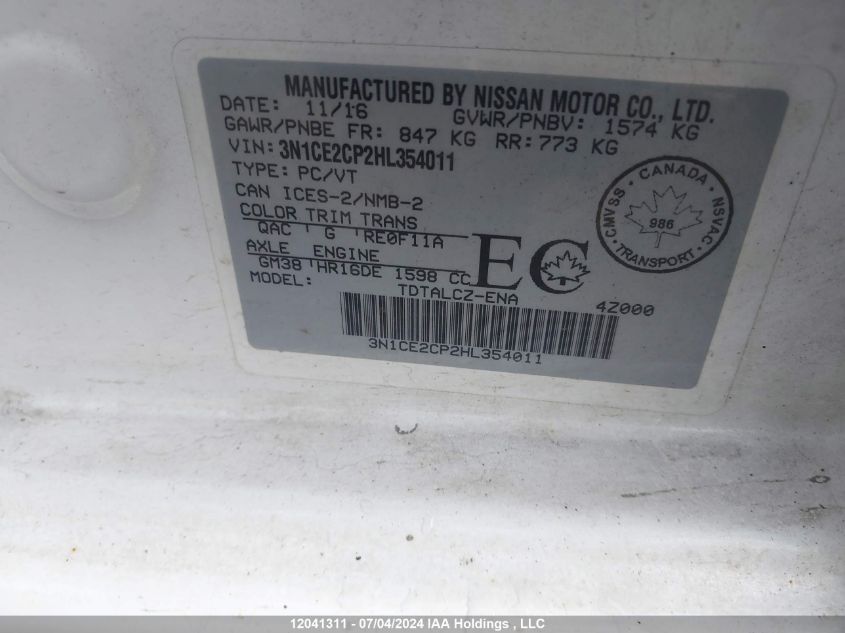 MANUFACTURED BY NISSAN MOTOR CO., LTD.
DATE: 11/16 GVWR/PNBV: 1574 KG
GAWR/PNBE FR: 847 KG RR: 773 KG
VIN: 3N1CE2CP2HL354011
TYPE: PC/VT
CAN ICES-2/NMB-2
COLOR TRIM TRANS
QAC G RE0F11A
AXLE ENGINE
GM38 HR16DE 1598 CC
MODEL: TDTALCZ-ENA
EC
4Z000
3N1CE2CP2HL354011
CMVSS • CANADA • NSVAC
986
TRANSPORT
12041311 - 07/04/2024 IAA Holdings , LLC